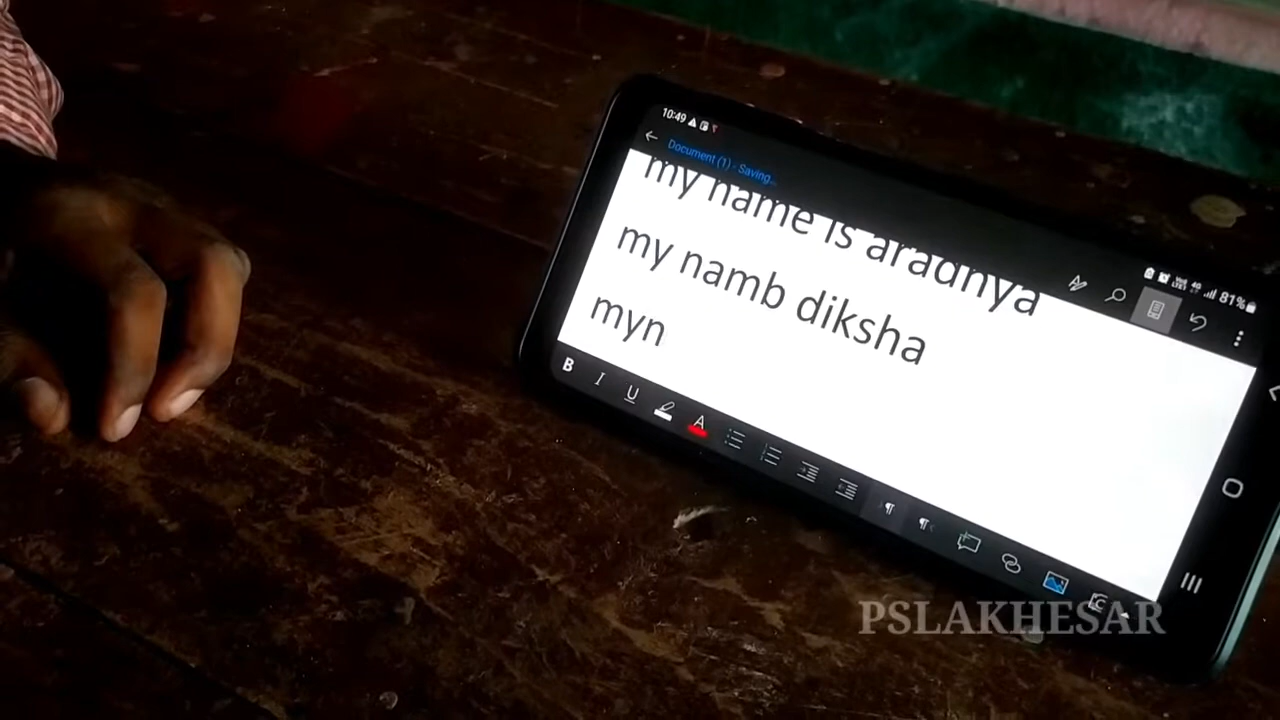 10:49
Document (1) - Saving...
81%
my name is aradhya
my namb diksha
myn
B I U A
PSLAKHESAR